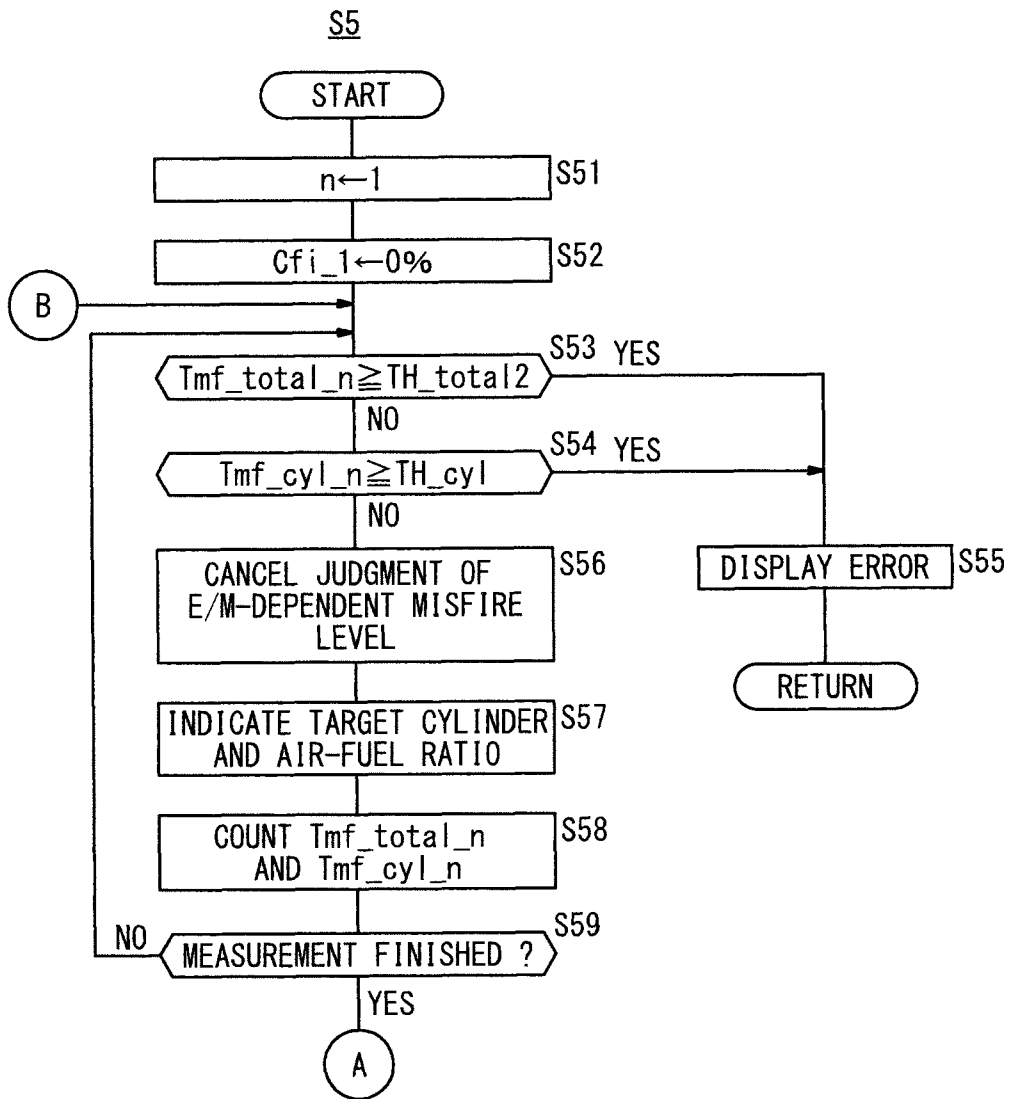 S5
START
n←1
S51
Cfi_1←0%
S52
B
Tmf_total_n≧TH_total2
S53
YES
NO
Tmf_cyl_n≧TH_cyl
S54
YES
NO
CANCEL JUDGMENT OF
E/M-DEPENDENT MISFIRE
LEVEL
S56
DISPLAY ERROR
S55
RETURN
INDICATE TARGET CYLINDER
AND AIR-FUEL RATIO
S57
COUNT Tmf_total_n
AND Tmf_cyl_n
S58
NO
MEASUREMENT FINISHED ?
S59
YES
A